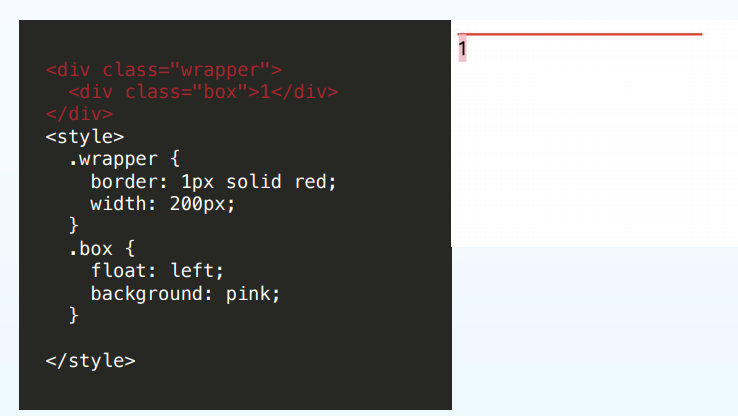 <div class="wrapper">
  <div class="box">1</div>
</div>
<style>
  .wrapper {
    border: 1px solid red;
    width: 200px;
  }
  .box {
    float: left;
    background: pink;
  }
</style>
1